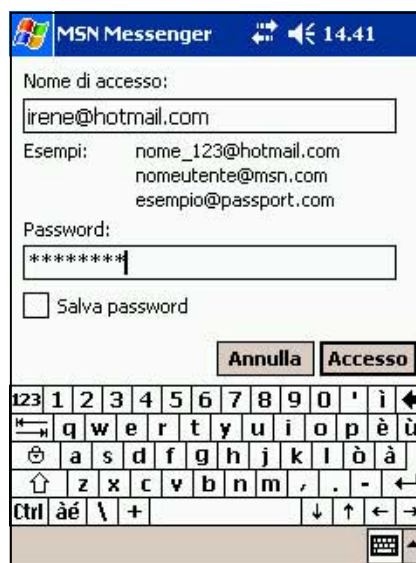 MSN Messenger 14.41
Nome di accesso:
irene@hotmail.com
Esempi: nome_123@hotmail.com
nomeutente@msn.com
esempio@passport.com
Password:
********
Salva password
Annulla Accesso
123 1 2 3 4 5 6 7 8 9 0 ' ì
q w e r t y u i o p è ù
a s d f g h j k l ò à
z x c v b n m , . -
Ctrl àé \ + ↓ ↑ ← →